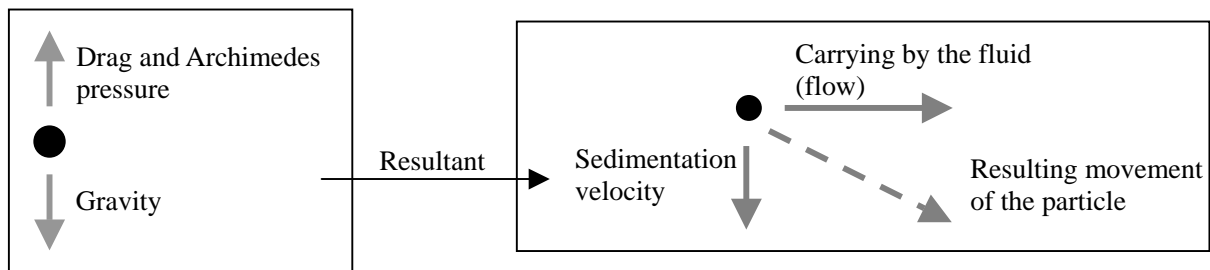 Drag and Archimedes
pressure
Gravity
Resultant
Carrying by the fluid
(flow)
Sedimentation
velocity
Resulting movement
of the particle